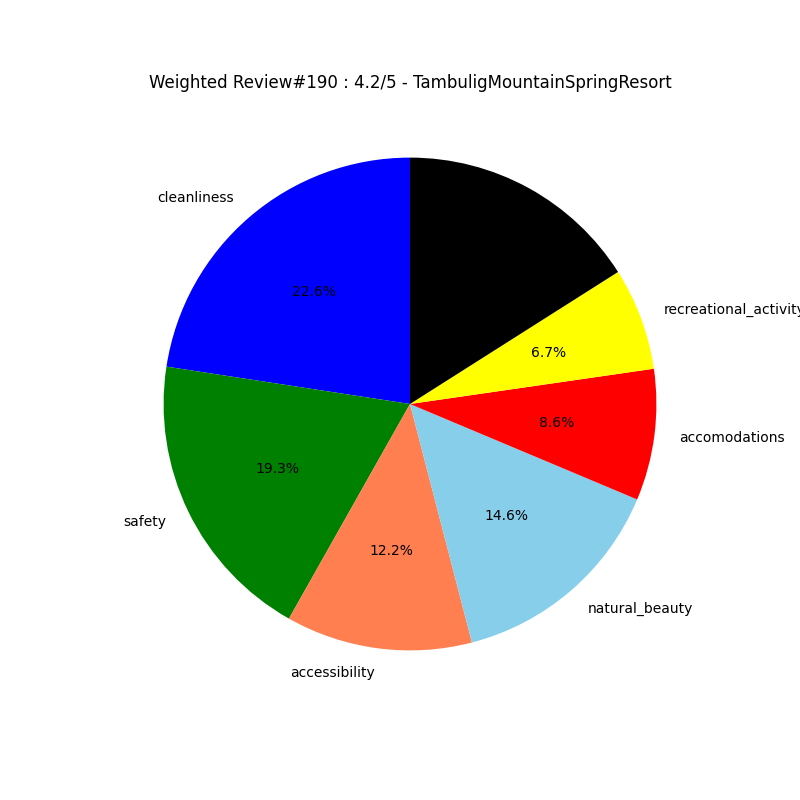 Weighted Review#190 : 4.2/5 - TambuligMountainSpringResort
cleanliness
22.6%
recreational_activity
6.7%
8.6%
accomodations
19.3%
safety
14.6%
12.2%
natural_beauty
accessibility